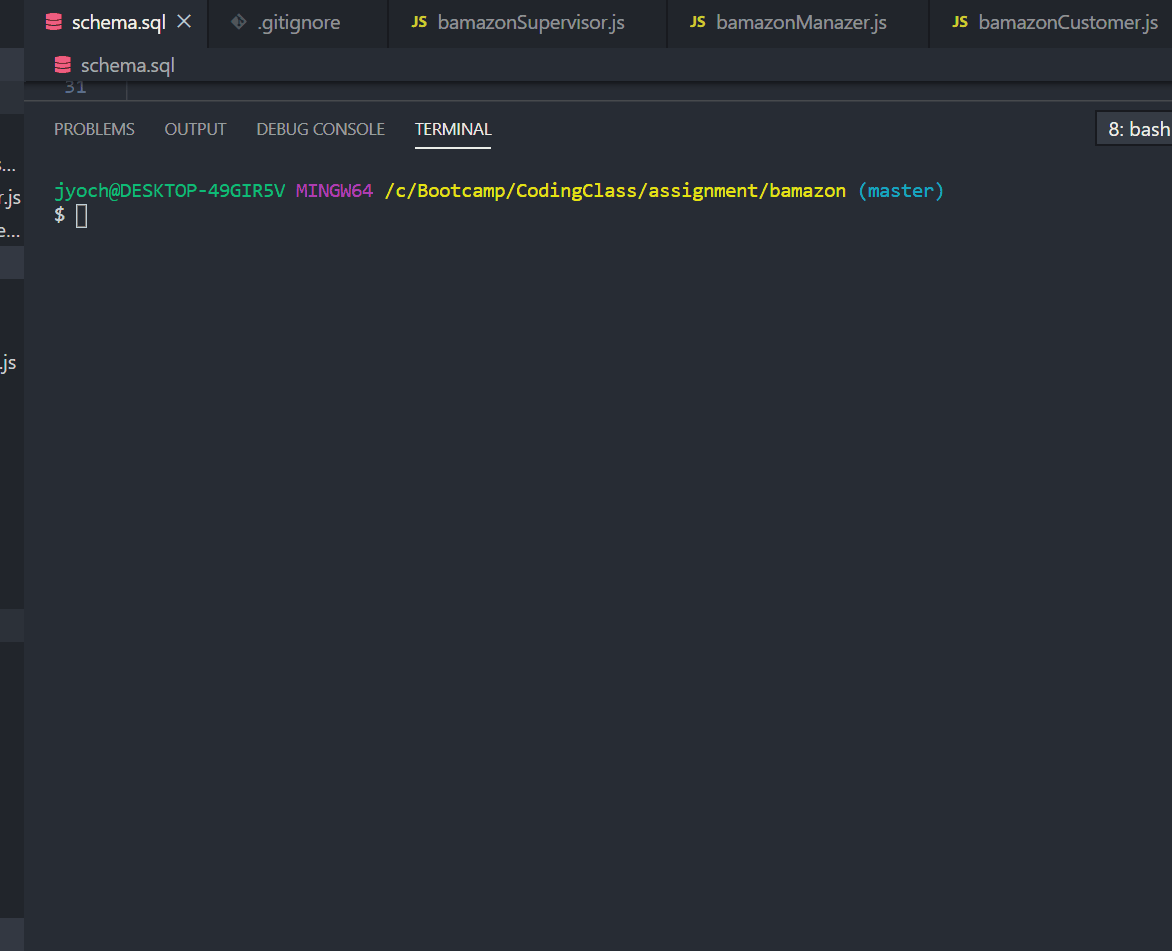 schema.sql .gitignore JS bamazonSupervisor.js JS bamazonManazer.js JS bamazonCustomer.js
schema.sql
31
PROBLEMS OUTPUT DEBUG CONSOLE TERMINAL 8: bash
s...
r.js
e...
.js
jyoch@DESKTOP-49GIR5V MINGW64 /c/Bootcamp/CodingClass/assignment/bamazon (master)
$